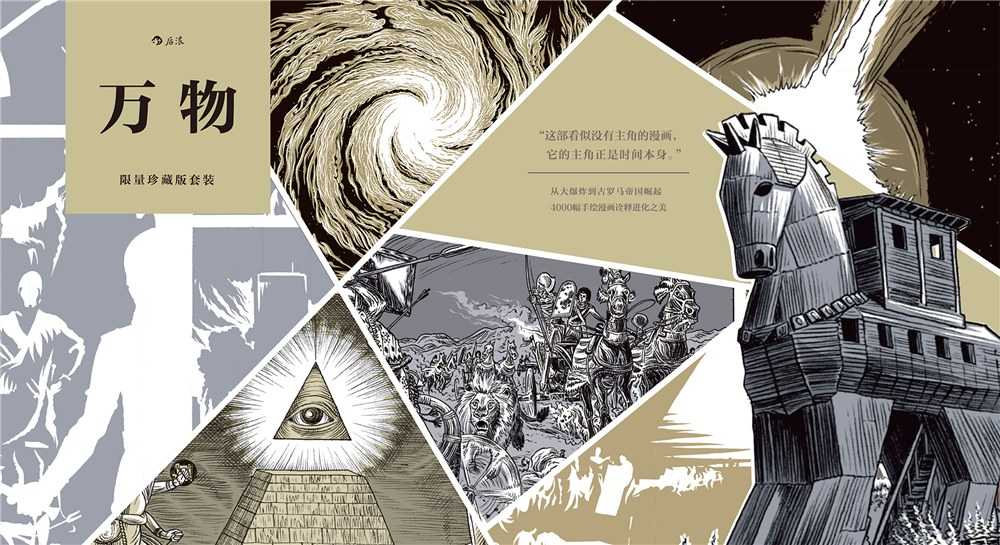 后浪
万物
限量珍藏版套装
“这部看似没有主角的漫画，
它的主角正是时间本身。”
从大爆炸到古罗马帝国崛起
4000幅手绘漫画诠释进化之美